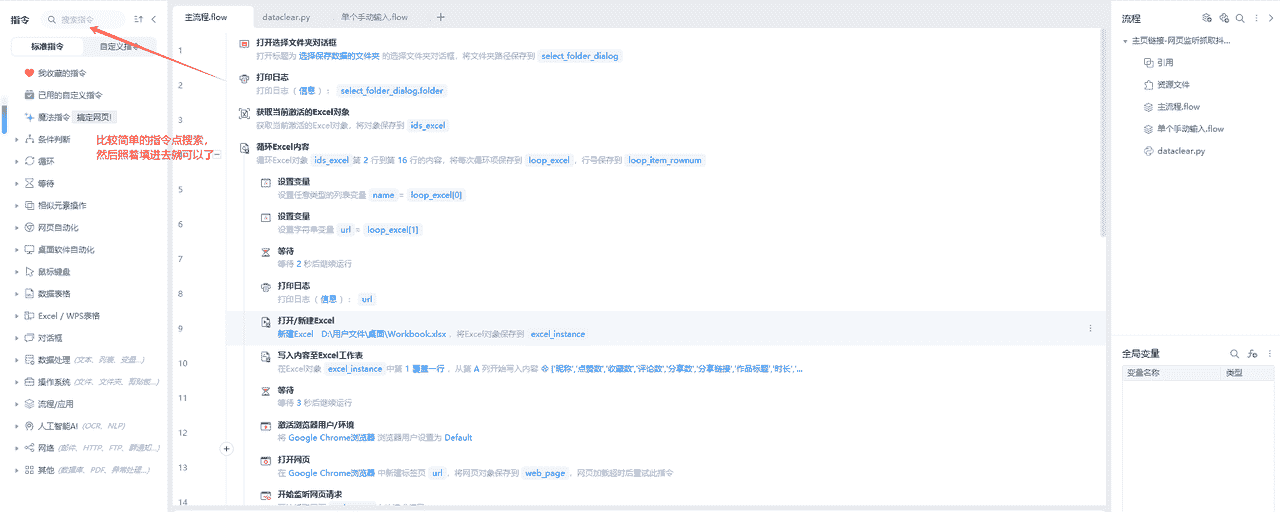 指令
搜索指令
标准指令
自定义指令
我收藏的指令
已用的自定义指令
魔法指令 搞定网页!
条件判断
循环
等待
相似元素操作
网页自动化
桌面软件自动化
鼠标键盘
数据表格
Excel / WPS表格
对话框
数据处理 (文本、列表、变量...)
操作系统 (文件、文件夹、剪贴板...)
流程/应用
人工智能AI (OCR、NLP)
网络 (邮件、HTTP、FTP、群通知...)
其他 (数据库、PDF、异常处理...)
比较简单的指令点搜索,
然后照着填进去就可以了~
主流程.flow
dataclear.py
单个手动输入.flow
1
打开选择文件夹对话框
打开标题为 选择保存数据的文件夹 的选择文件夹对话框，将文件夹路径保存到 select_folder_dialog
2
打印日志
打印日志（信息）： select_folder_dialog.folder
3
获取当前激活的Excel对象
获取当前激活的Excel对象，将对象保存到 ids_excel
循环Excel内容
循环Excel对象 ids_excel 第 2 行到第 16 行的内容，将每次循环项保存到 loop_excel ，行号保存到 loop_item_rownum
5
设置变量
设置任意类型的列表变量 name = loop_excel[0]
6
设置变量
设置字符串变量 url = loop_excel[1]
7
等待
等待 2 秒后继续运行
8
打印日志
打印日志（信息）： url
9
打开/新建Excel
新建Excel D:\用户文件\桌面\Workbook.xlsx ，将Excel对象保存到 excel_instance
10
写入内容至Excel工作表
在Excel对象 excel_instance 中第 1 覆盖一行 ，从第 A 列开始写入内容 ['昵称','点赞数','收藏数','评论数','分享数','分享链接','作品标题','时长',...
11
等待
等待 3 秒后继续运行
12
激活浏览器用户/环境
将 Google Chrome浏览器 浏览器用户设置为 Default
13
打开网页
在 Google Chrome浏览器 中新建标签页 url ，将网页对象保存到 web_page ，网页加载超时后重试此指令
14
开始监听网页请求
流程
主页链接-网页监听抓取抖...
引用
资源文件
主流程.flow
单个手动输入.flow
dataclear.py
全局变量
变量名称
类型